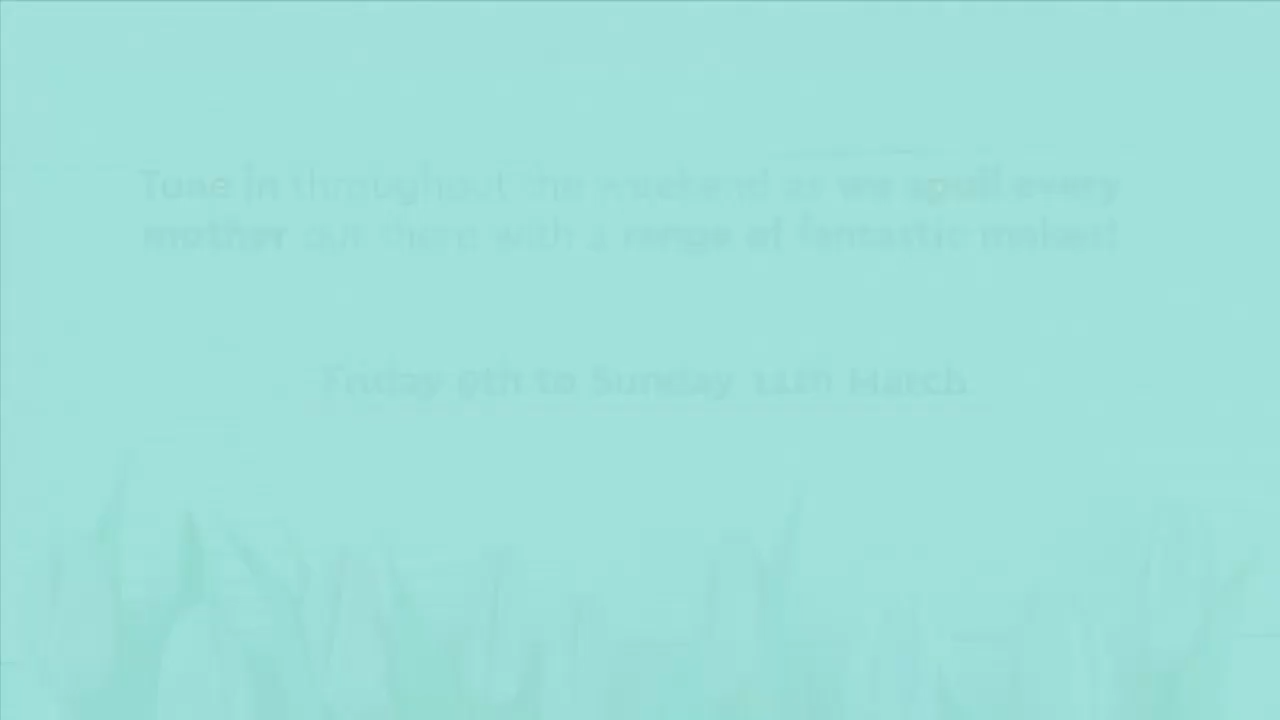 Tune in throughout the weekend as we spoil every
mother out there with a range of fantastic makes!
Friday 9th to Sunday 11th March